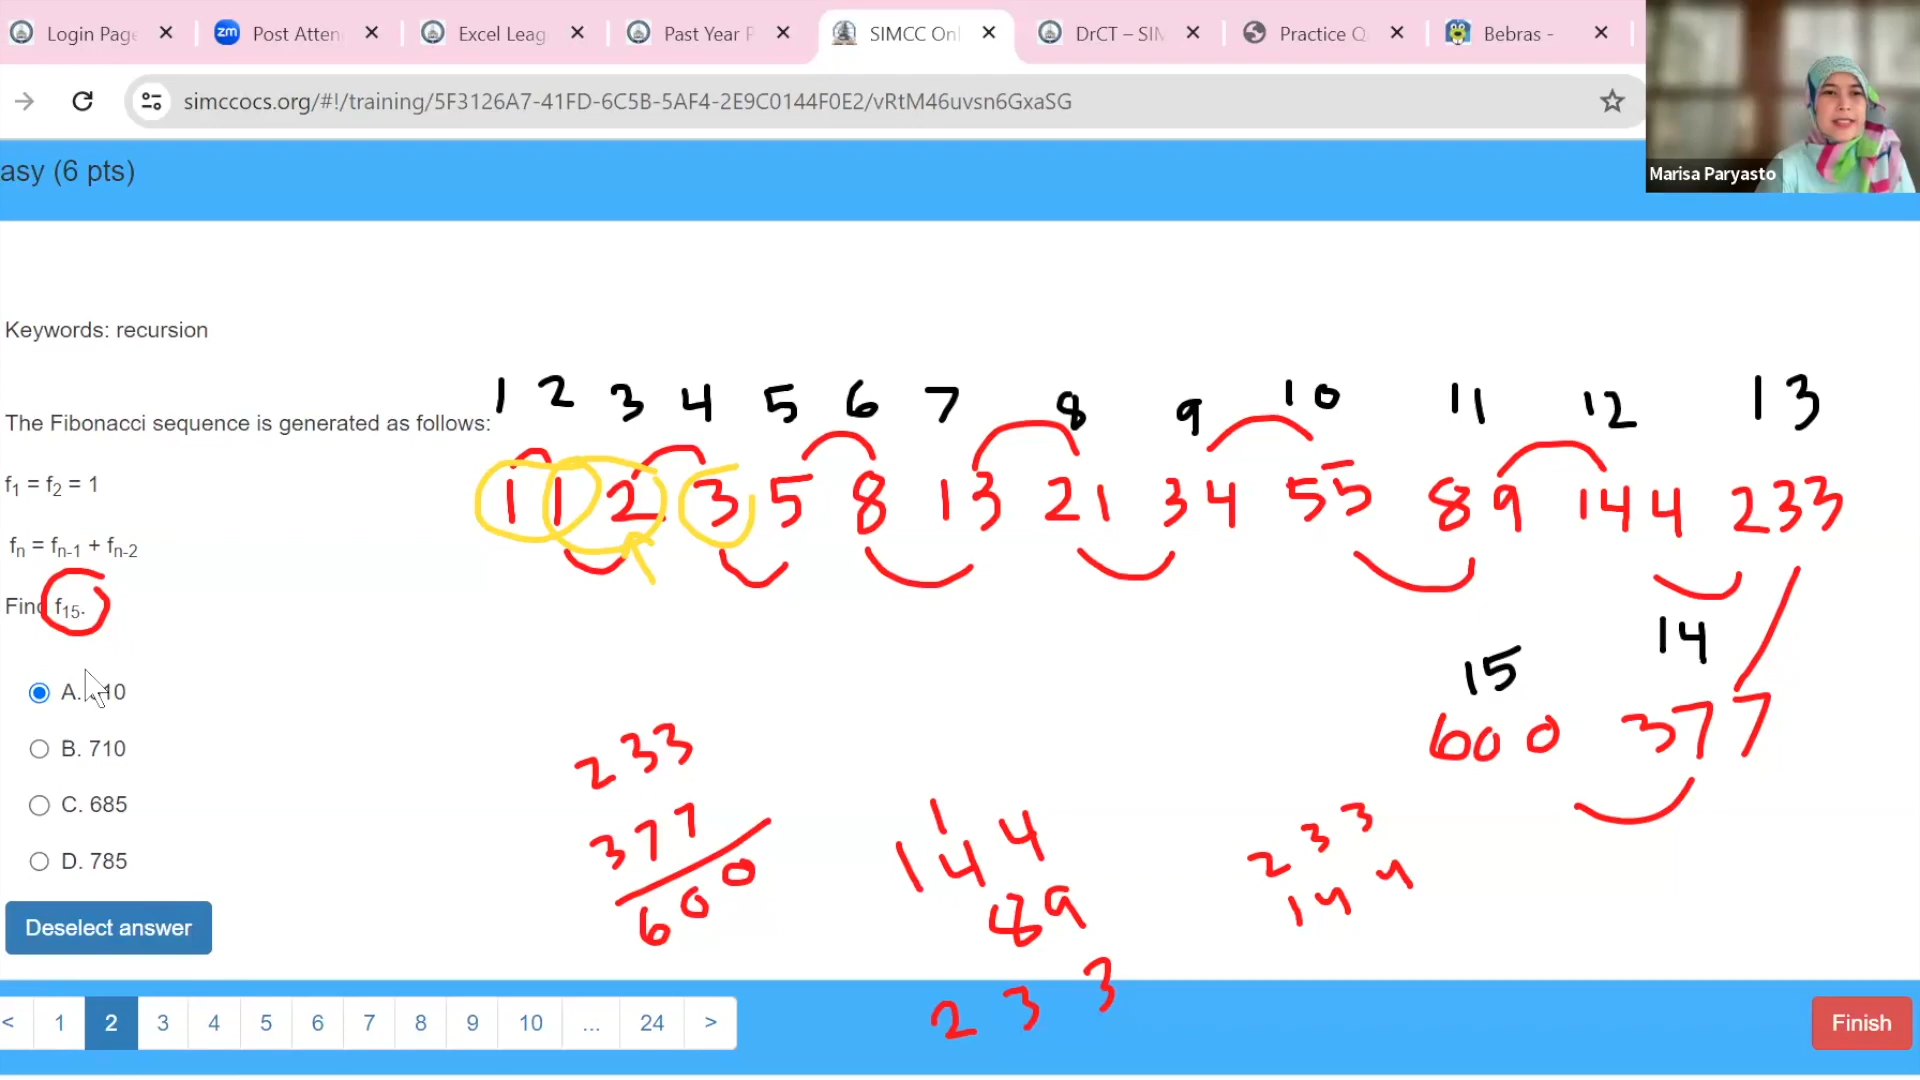 Login Page
Post Atten
Excel Leag
Past Year P
SIMCC Onl
DrCT – SIM
Practice Q
Bebras -
simccocs.org/#!/training/5F3126A7-41FD-6C5B-5AF4-2E9C0144F0E2/vRtM46uvsn6GxaSG
Marisa Paryasto
asy (6 pts)
Keywords: recursion
1 2 3 4 5 6 7 8 9 10 11 12 13
The Fibonacci sequence is generated as follows:
1 1 2 3 5 8 13 21 34 55 89 144 233
f1 = f2 = 1
fn = fn-1 + fn-2
Find f15.
15 14
600 377
A. 10
B. 710
C. 685
D. 785
233
377
600
1
144
89
233
233
144
Deselect answer
< 1 2 3 4 5 6 7 8 9 10 ... 24 >
Finish